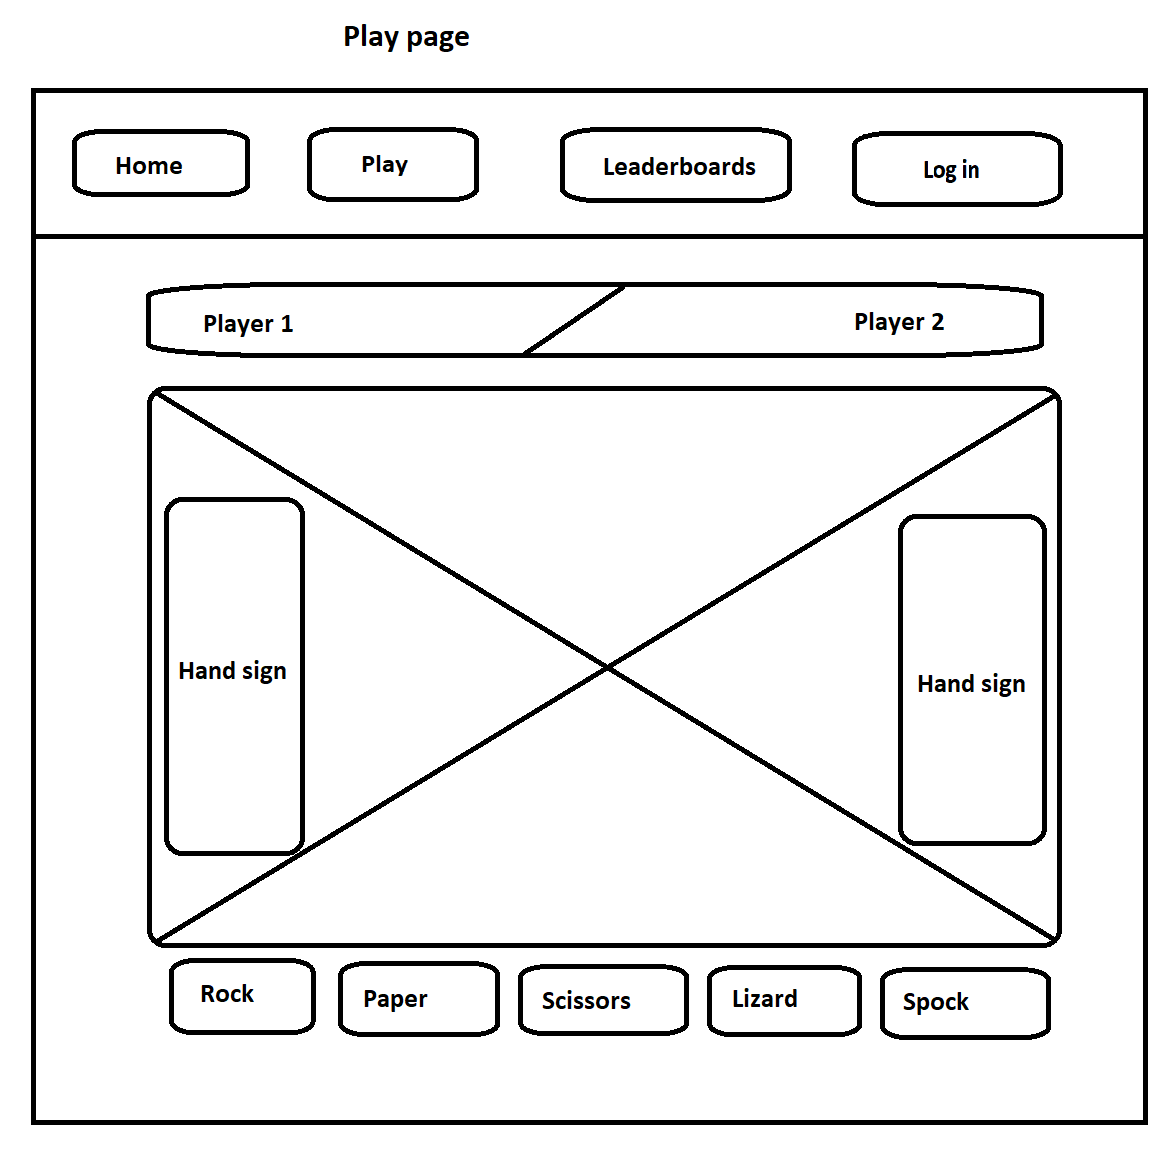 Play page
Home
Play
Leaderboards
Log in
Player 1
Player 2
Hand sign
Hand sign
Rock
Paper
Scissors
Lizard
Spock